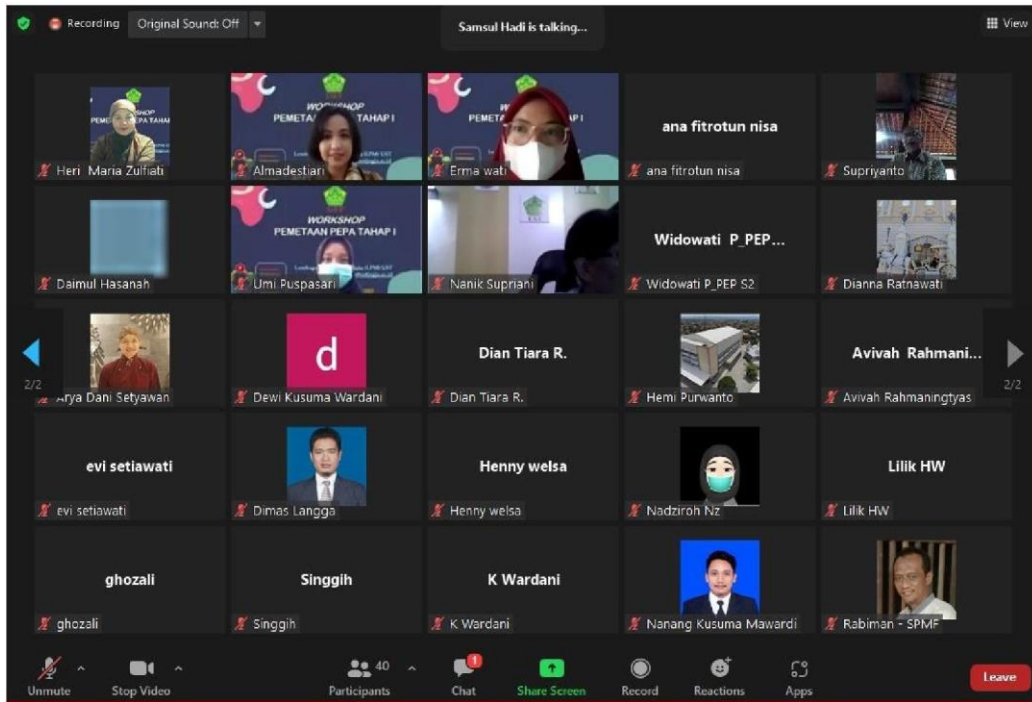 Recording Original Sound: Off
Samsul Hadi is talking...
View
WORKSHOP
Heri Maria Zulfiati
WORKSHOP
TAHAP I
Almadestiari
WORKSHOP
Erma wati
ana fitrotun nisa
ana fitrotun nisa
Supriyanto
Daimul Hasanah
WORKSHOP
PEMETAAN PEPA TAHAP I
Umi Puspasari
Nanik Supriani
Widowati P_PEP...
Widowati P_PEP S2
Dianna Ratnawati
2/2
Arya Dani Setyawan
d
Dewi Kusuma Wardani
Dian Tiara R.
Dian Tiara R.
Hemi Purwanto
Avivah Rahmani...
Avivah Rahmaningtyas
2/2
evi setiawati
evi setiawati
Dimas Langga
Henny welsa
Henny welsa
Nadziroh Nz
Lilik HW
Lilik HW
ghozali
ghozali
Singgih
Singgih
K Wardani
K Wardani
Nanang Kusuma Mawardi
Rabiman - SPMF
Unmute
Stop Video
40
Participants
1
Chat
Share Screen
Record
Reactions
Apps
Leave